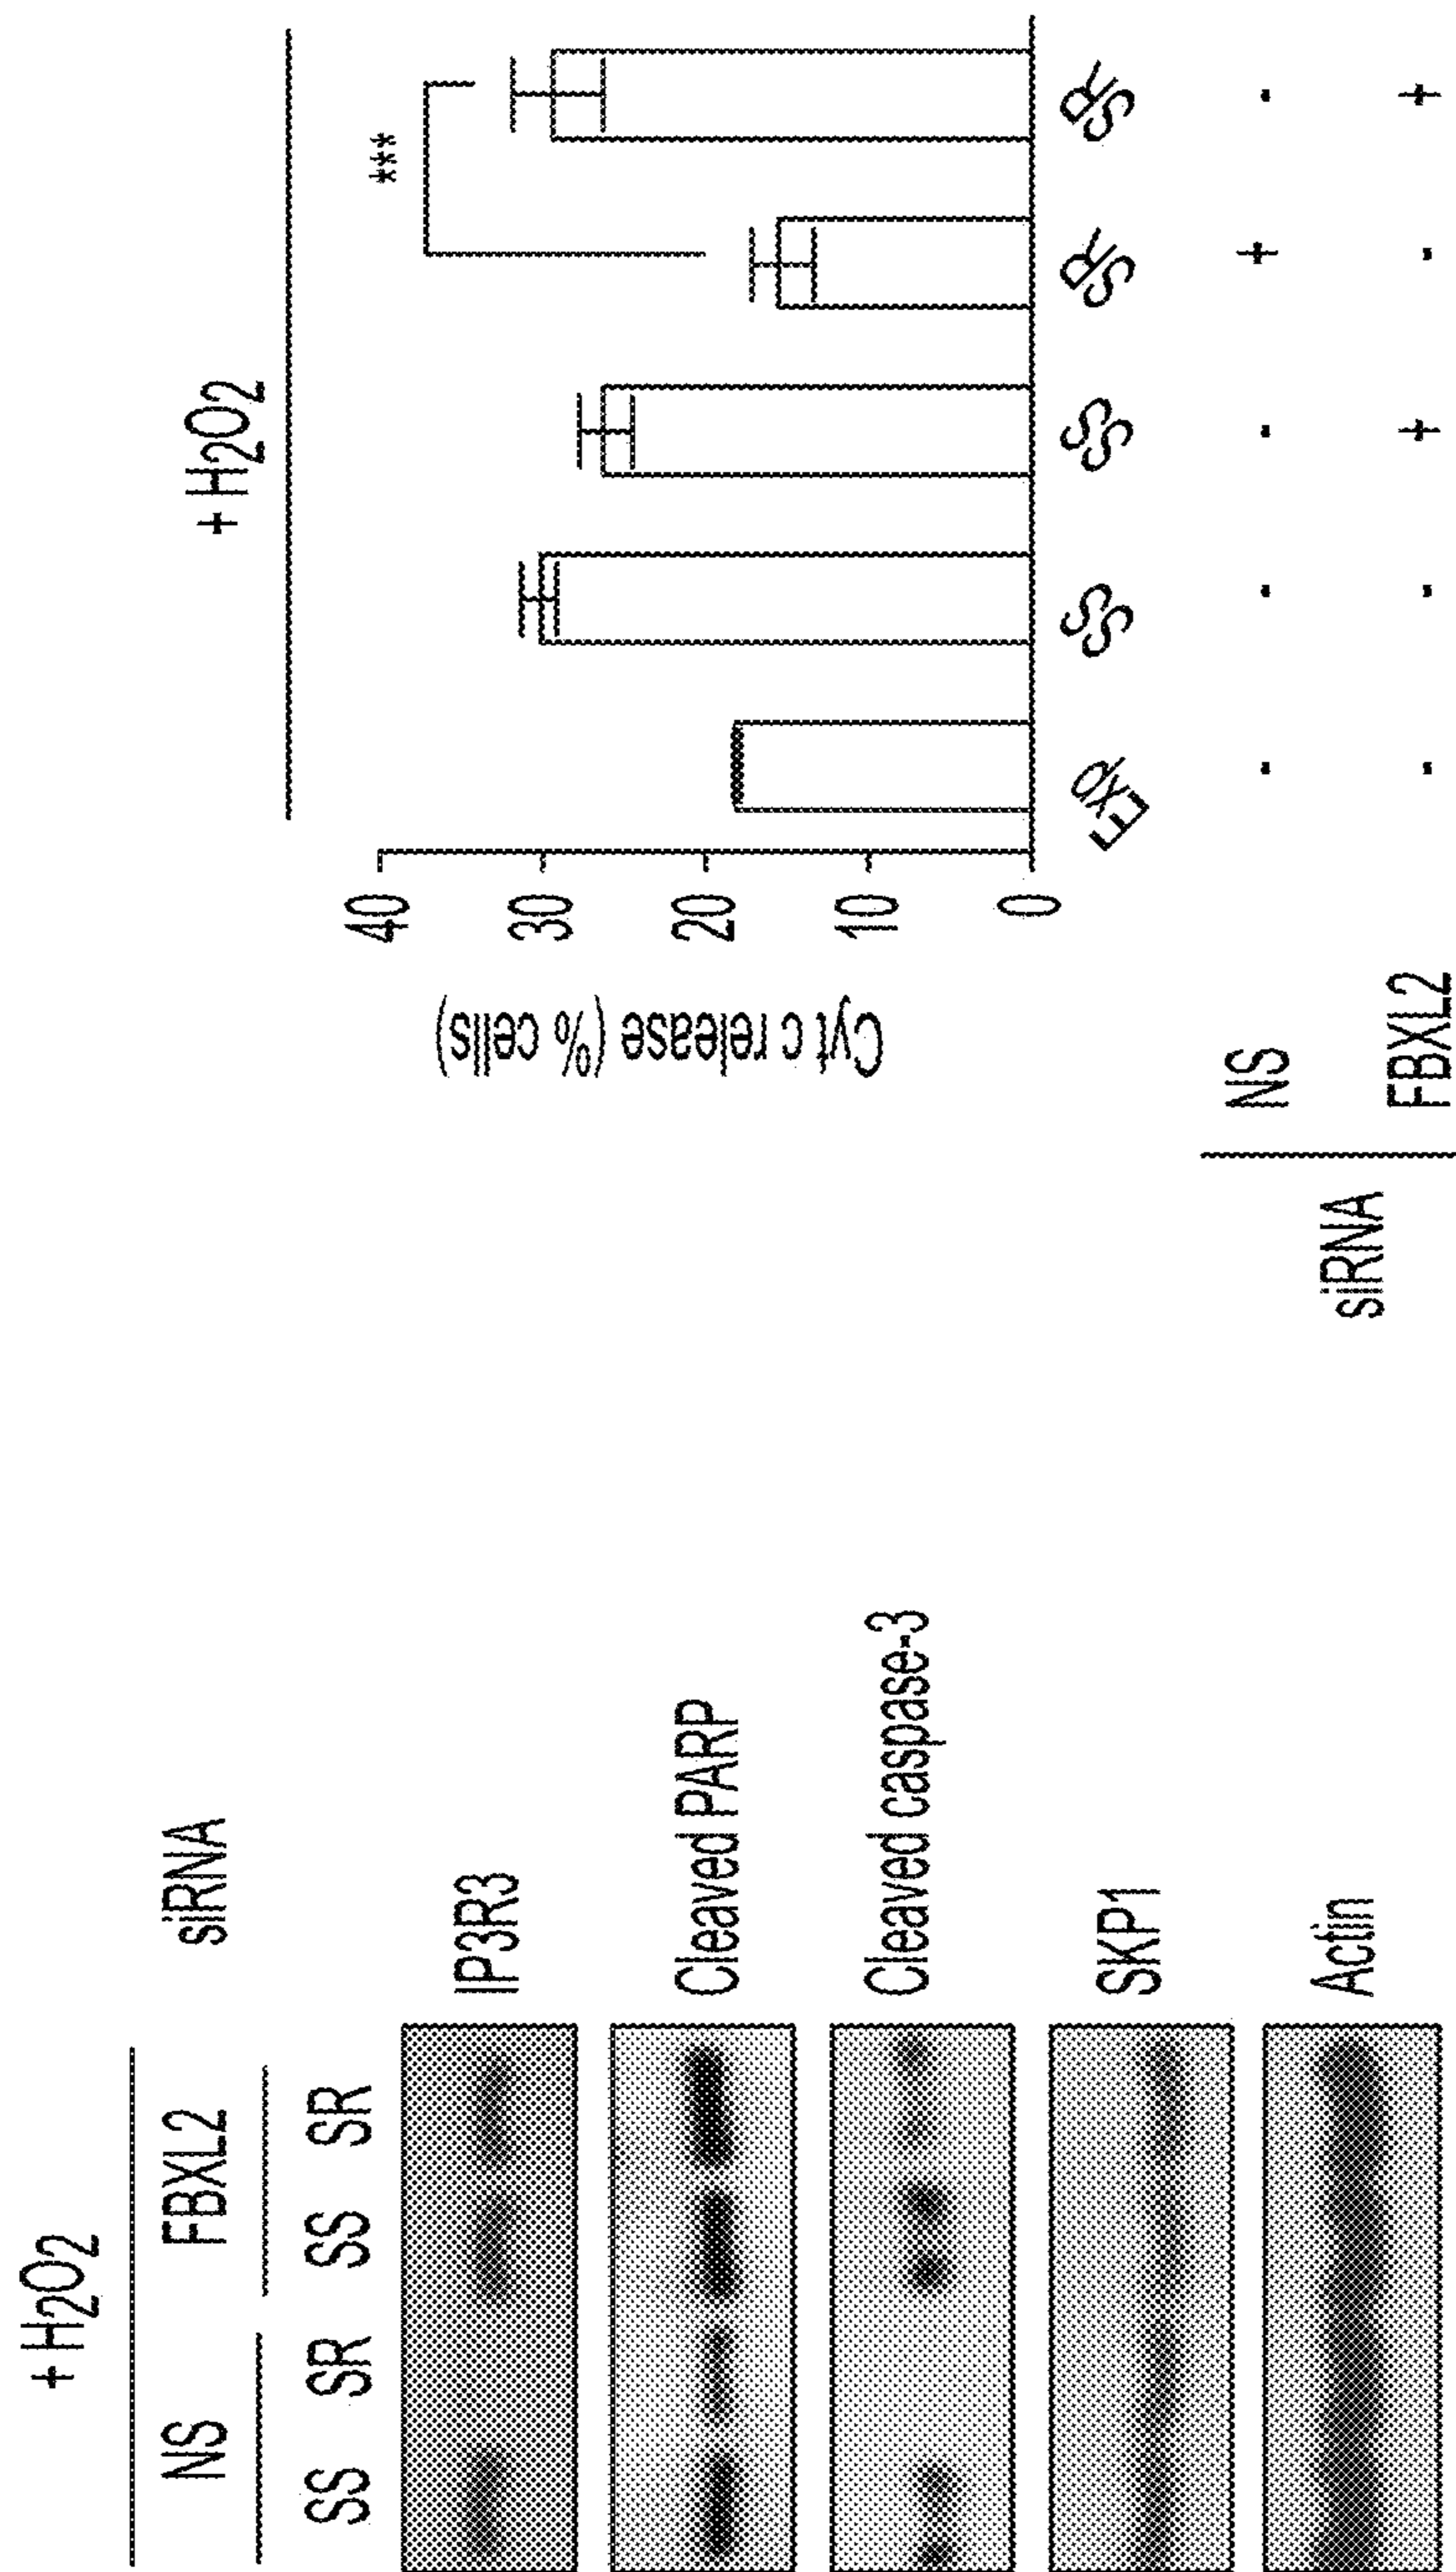 + H2O2
NS FBXL2 siRNA
SS SR SS SR
IP3R3
Cleaved PARP
Cleaved caspase-3
SKP1
Actin
+ H2O2
***
Cyt c release (% cells)
40
30
20
10
0
Exp SS SS SR SR
siRNA
NS - - - + -
FBXL2 - - + - +